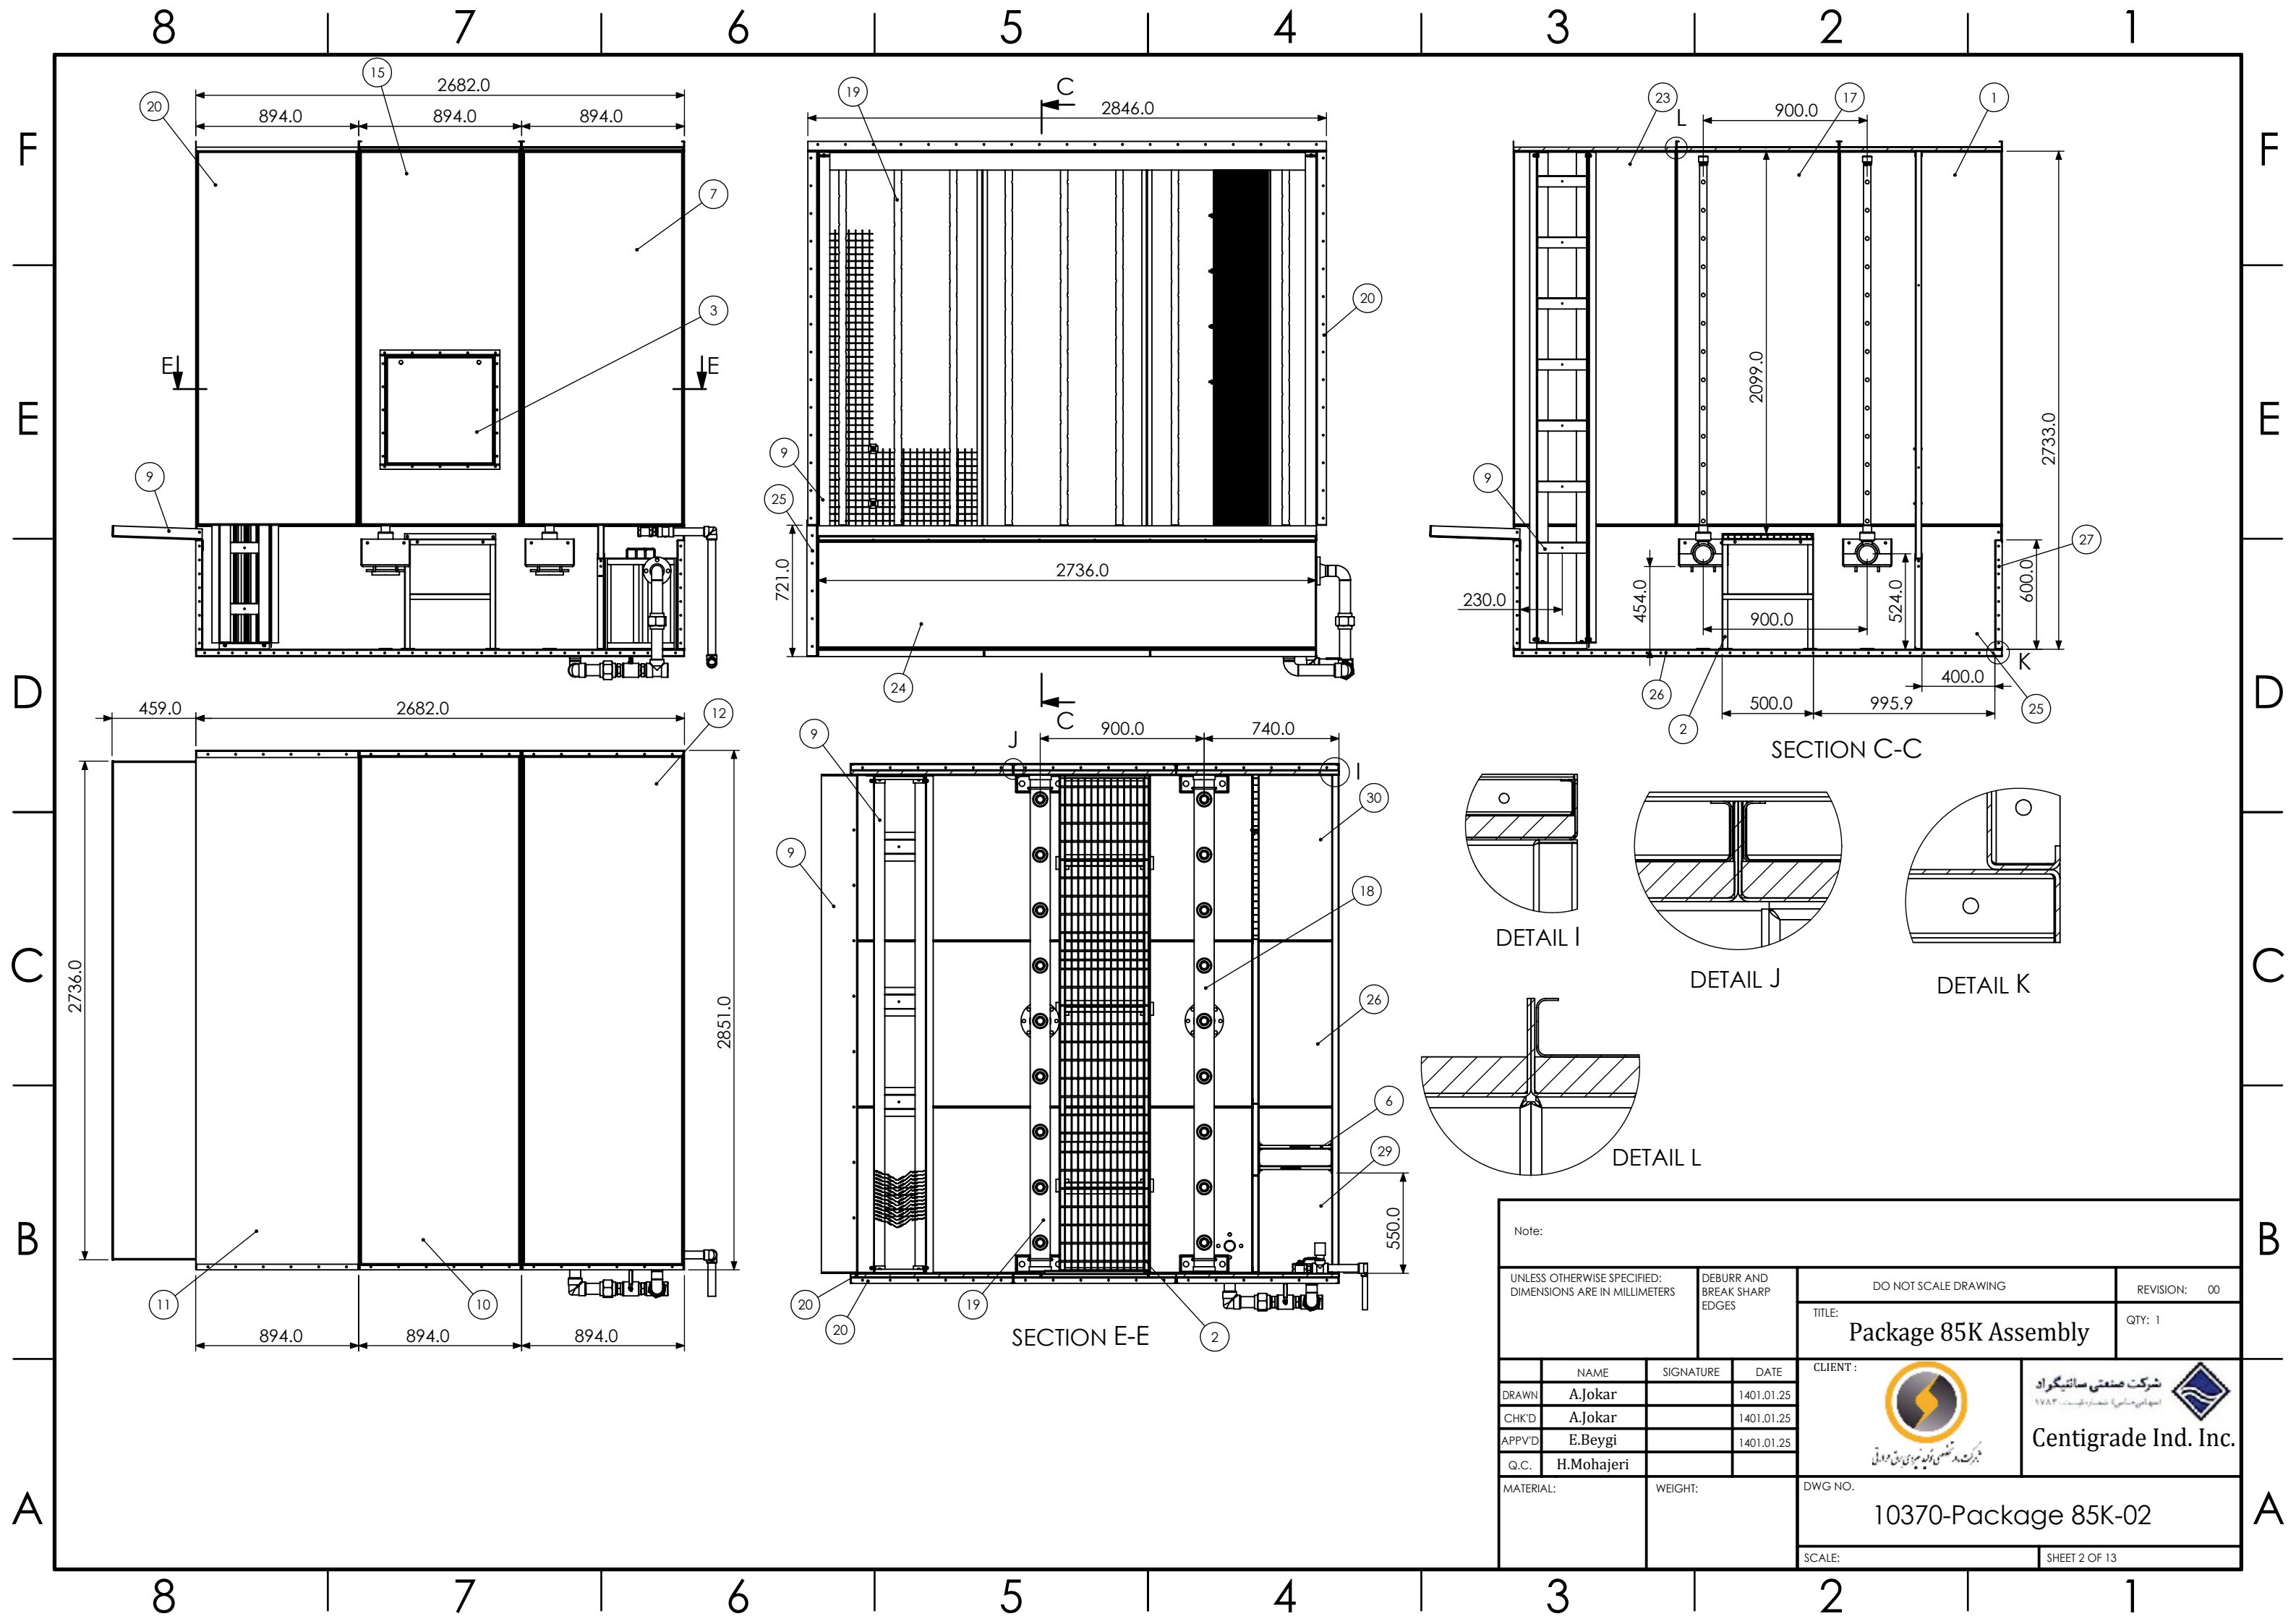 8 7 6 5 4 3 2 1
F
E
D
C
B
A
F
E
D
C
B
A
8 7 6 5 4 3 2 1
20
15
2682.0
894.0 894.0 894.0
7
3
E E
9
19
C
2846.0
20
9
25
721.0
2736.0
24
C
23
L
900.0
17
1
2099.0
2733.0
9
27
230.0
454.0
900.0
524.0
600.0
K
26
2
500.0
995.9
400.0
25
SECTION C-C
459.0
2682.0
12
2736.0
2851.0
11
10
894.0 894.0 894.0
9
J
900.0
740.0
I
30
9
18
26
6
29
550.0
20
20
19
2
SECTION E-E
DETAIL I
DETAIL J
DETAIL K
DETAIL L
Note:
UNLESS OTHERWISE SPECIFIED:
DIMENSIONS ARE IN MILLIMETERS
DEBURR AND
BREAK SHARP
EDGES
DO NOT SCALE DRAWING
REVISION: 00
TITLE:
Package 85K Assembly
QTY: 1
NAME SIGNATURE DATE
DRAWN A.Jokar 1401.01.25
CHK'D A.Jokar 1401.01.25
APPV'D E.Beygi 1401.01.25
Q.C. H.Mohajeri
CLIENT :
شرکت صنعتی سانتیگراد
Centigrade Ind. Inc.
MATERIAL:
WEIGHT:
DWG NO.
10370-Package 85K-02
SCALE:
SHEET 2 OF 13